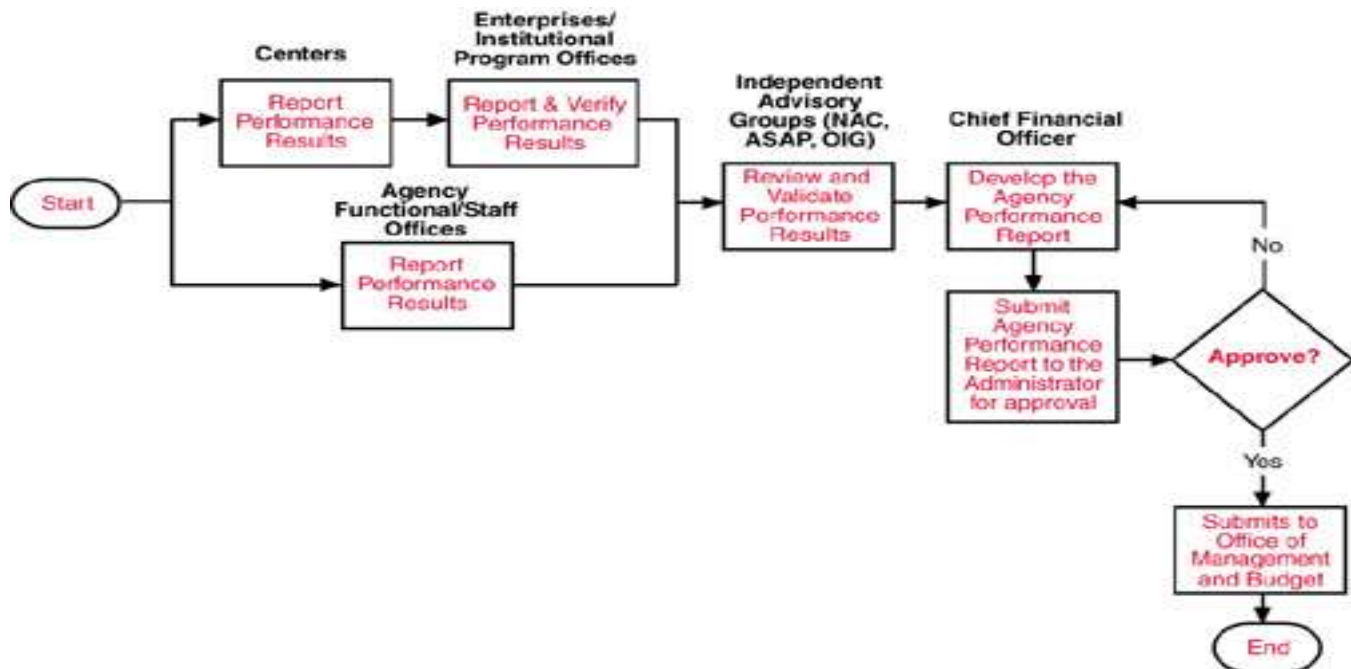 Centers
Report
Performance
Results
Enterprises/
Institutional
Program Offices
Report & Verify
Performance
Results
Start
Agency
Functional/Staff
Offices
Report
Performance
Results
Independent
Advisory
Groups (NAC,
ASAP, OIG)
Review and
Validate
Performance
Results
Chief Financial
Officer
Develop the
Agency
Performance
Report
Submit
Agency
Performance
Report to the
Administrator
for approval
Approve?
No
Yes
Submits to
Office of
Management
and Budget
End